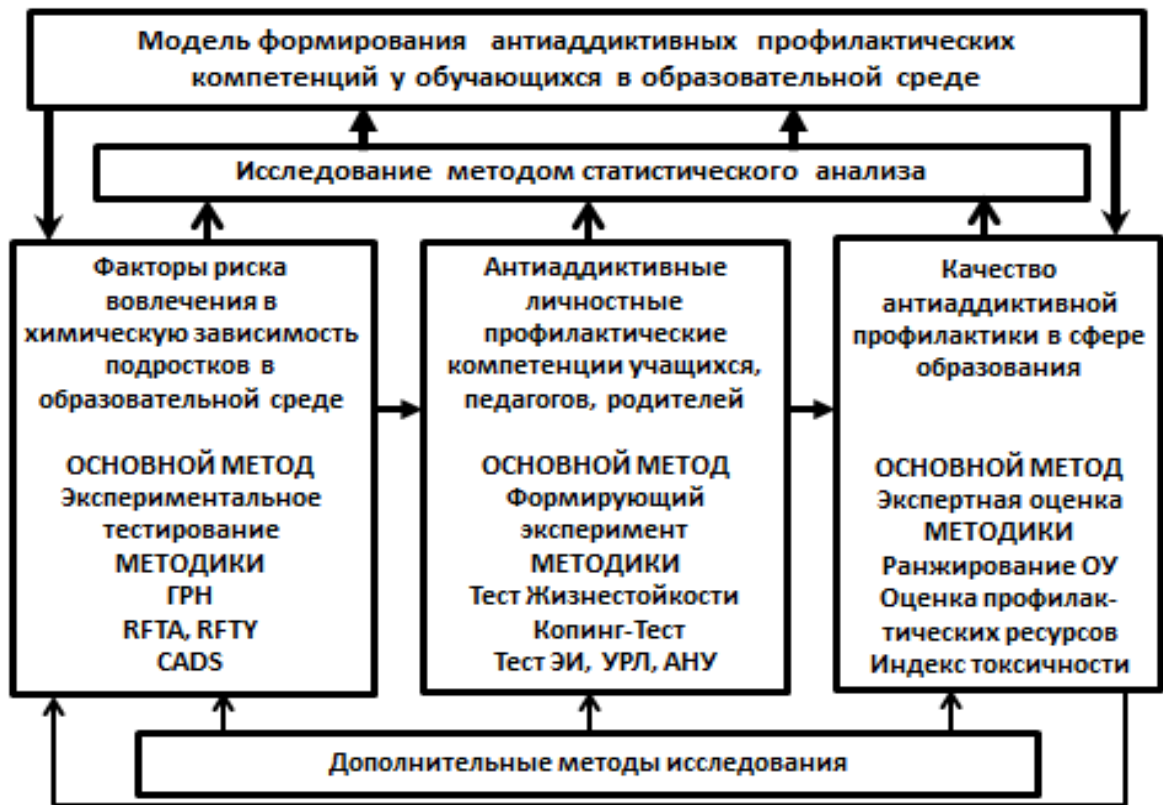 Модель формирования антиаддиктивных профилактических
компетенций у обучающихся в образовательной среде
Исследование методом статистического анализа
Факторы риска
вовлечения в
химическую зависимость
подростков в
образовательной среде
ОСНОВНОЙ МЕТОД
Экспериментальное
тестирование
МЕТОДИКИ
ГРН
RFTA, RFTY
CADS
Антиаддиктивные
личностные
профилактические
компетенции учащихся,
педагогов, родителей
ОСНОВНОЙ МЕТОД
Формирующий
эксперимент
МЕТОДИКИ
Тест Жизнестойкости
Копинг-Тест
Тест ЭИ, УРЛ, АНУ
Качество
антиаддиктивной
профилактики в сфере
образования
ОСНОВНОЙ МЕТОД
Экспертная оценка
МЕТОДИКИ
Ранжирование ОУ
Оценка профилак-
тических ресурсов
Индекс токсичности
Дополнительные методы исследования